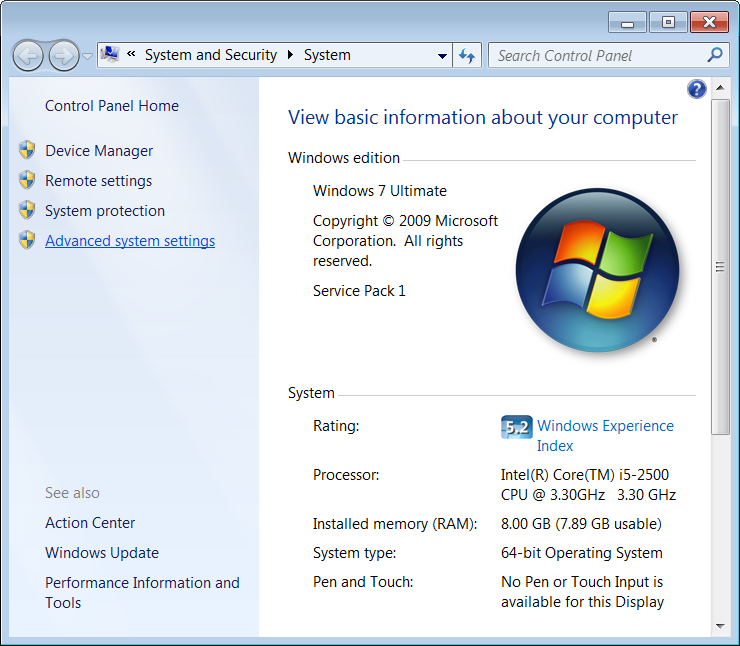 « System and Security ▸ System
Search Control Panel
Control Panel Home
Device Manager
Remote settings
System protection
Advanced system settings
See also
Action Center
Windows Update
Performance Information and
Tools
?
View basic information about your computer
Windows edition
Windows 7 Ultimate
Copyright © 2009 Microsoft
Corporation.  All rights
reserved.
Service Pack 1
®
System
Rating:
5.2 Windows Experience
Index
Processor:
Intel(R) Core(TM) i5-2500
CPU @ 3.30GHz   3.30 GHz
Installed memory (RAM):
8.00 GB (7.89 GB usable)
System type:
64-bit Operating System
Pen and Touch:
No Pen or Touch Input is
available for this Display